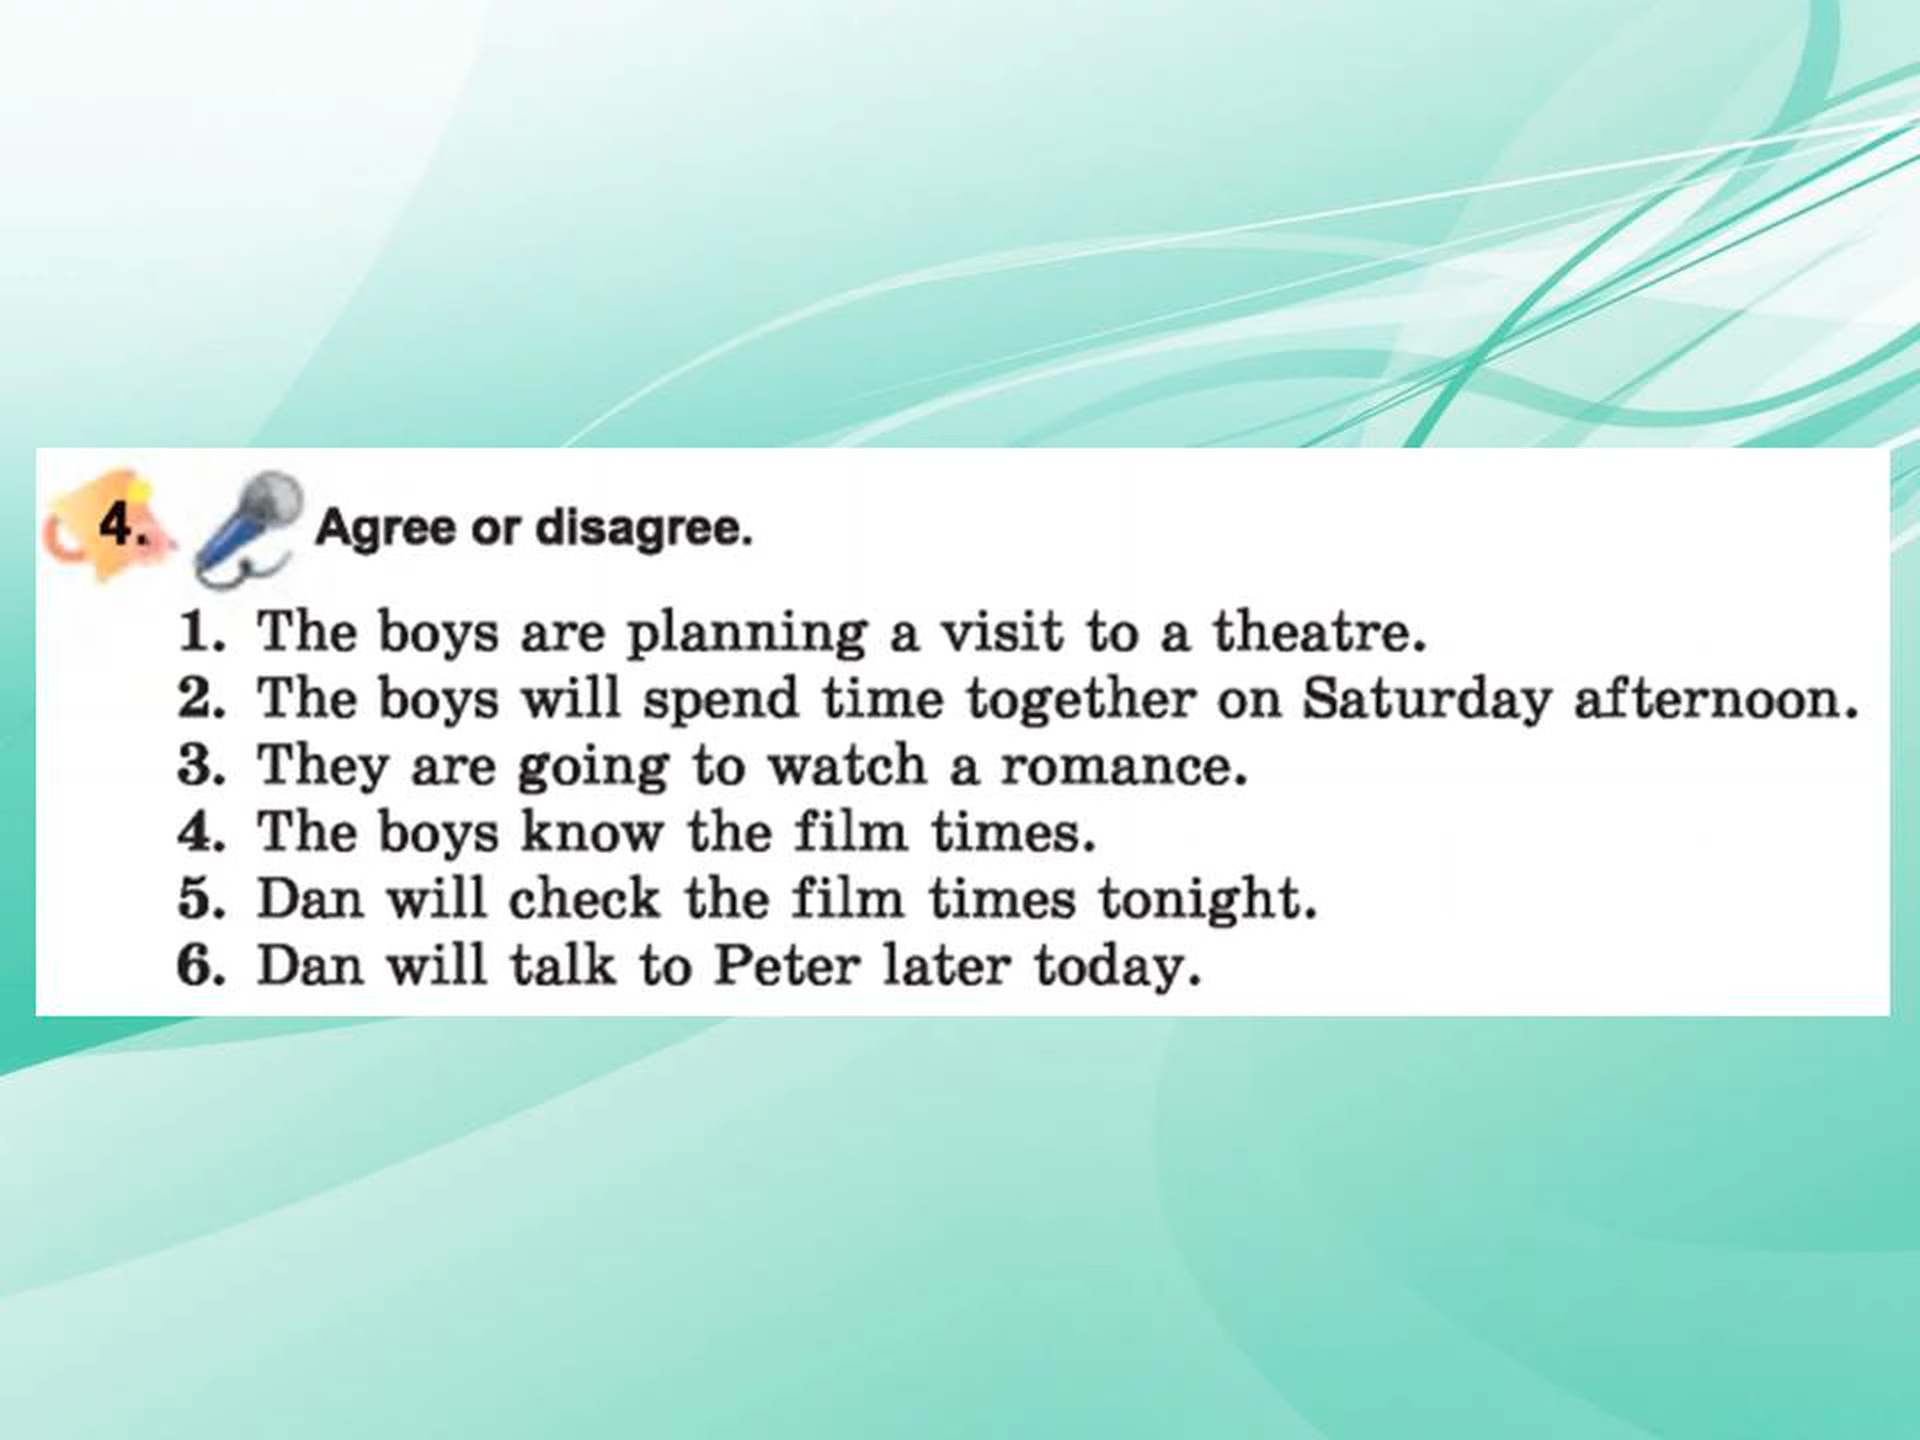 4. Agree or disagree.
1. The boys are planning a visit to a theatre.
2. The boys will spend time together on Saturday afternoon.
3. They are going to watch a romance.
4. The boys know the film times.
5. Dan will check the film times tonight.
6. Dan will talk to Peter later today.